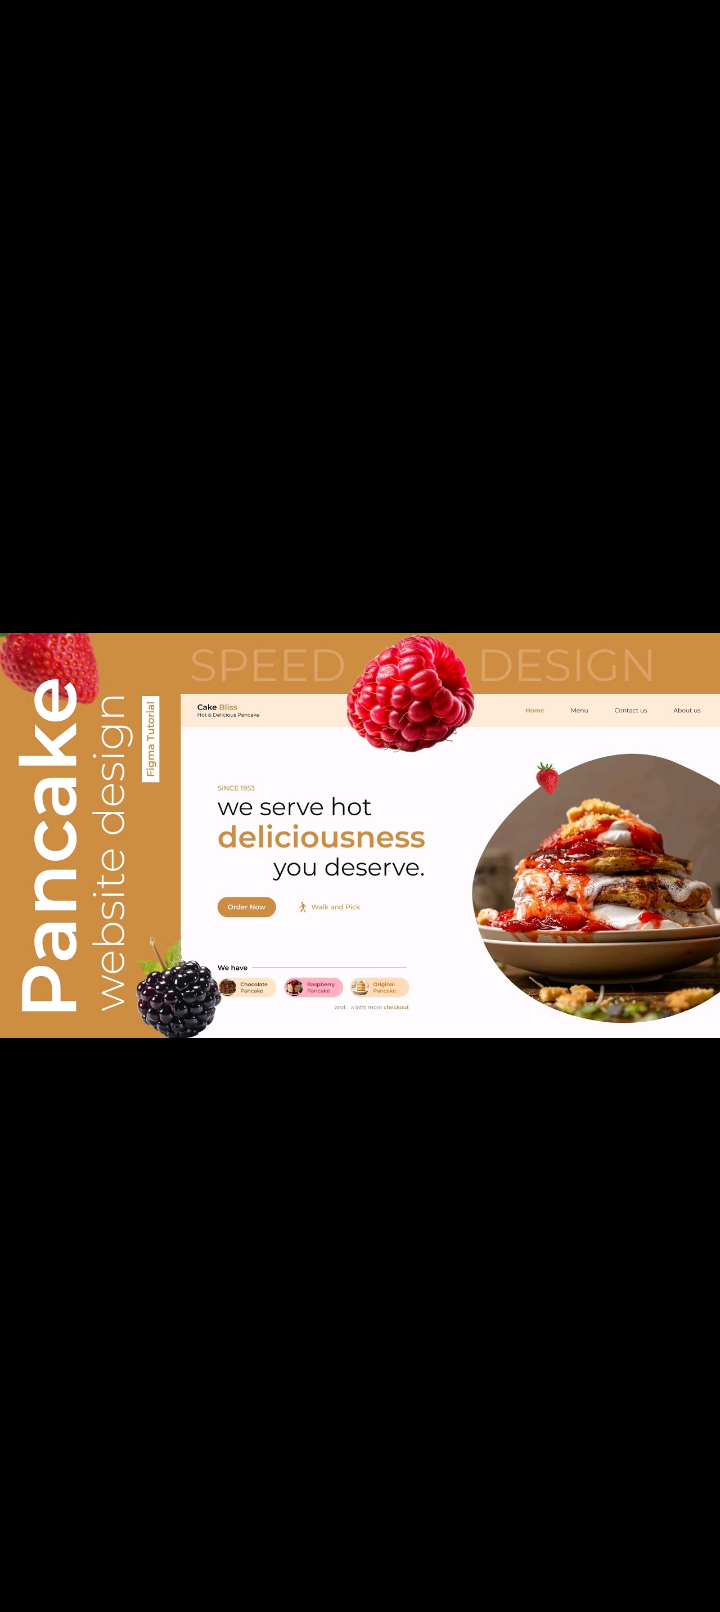 Pancake
website design
Figma Tutorial
SPEED DESIGN
Cake Bliss
Hot & Delicious Pancake
Home Menu Contact us About us
SINCE 1953
we serve hot
deliciousness
you deserve.
Order Now Walk and Pick
We have
Chocolate
Pancake
Raspberry
Pancake
Original
Pancake
and... a lott more checkout